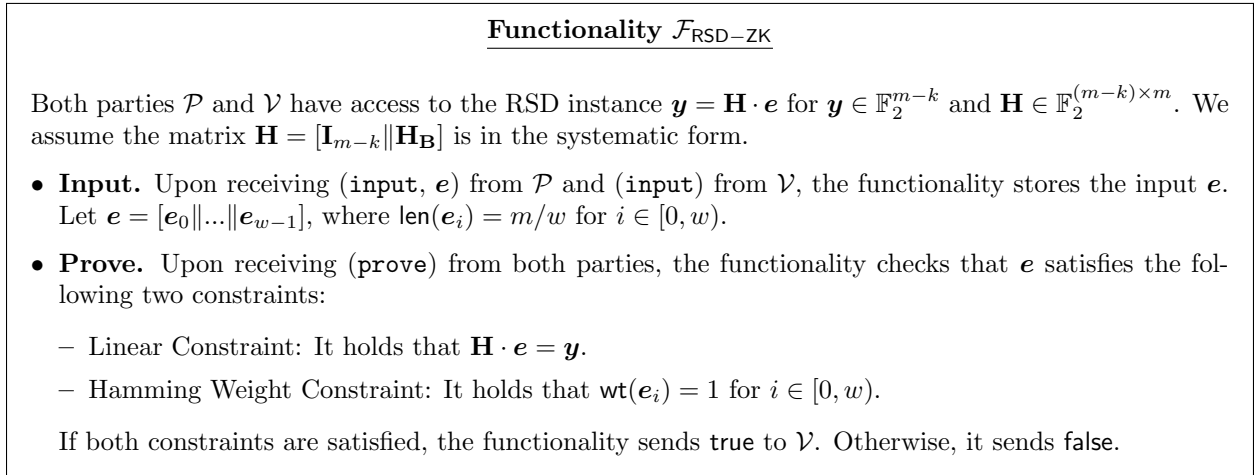 Functionality $\mathcal{F}_{\mathsf{RSD-ZK}}$
Both parties $\mathcal{P}$ and $\mathcal{V}$ have access to the RSD instance $\boldsymbol{y} = \mathbf{H} \cdot \boldsymbol{e}$ for $\boldsymbol{y} \in \mathbb{F}_2^{m-k}$ and $\mathbf{H} \in \mathbb{F}_2^{(m-k)\times m}$. We
assume the matrix $\mathbf{H} = [\mathbf{I}_{m-k} \| \mathbf{H_B}]$ is in the systematic form.
• Input. Upon receiving (input, $\boldsymbol{e}$) from $\mathcal{P}$ and (input) from $\mathcal{V}$, the functionality stores the input $\boldsymbol{e}$.
Let $\boldsymbol{e} = [\boldsymbol{e}_0 \| ... \| \boldsymbol{e}_{w-1}]$, where $\mathsf{len}(\boldsymbol{e}_i) = m/w$ for $i \in [0, w)$.
• Prove. Upon receiving (prove) from both parties, the functionality checks that $\boldsymbol{e}$ satisfies the fol-
lowing two constraints:
– Linear Constraint: It holds that $\mathbf{H} \cdot \boldsymbol{e} = \boldsymbol{y}$.
– Hamming Weight Constraint: It holds that $\mathsf{wt}(\boldsymbol{e}_i) = 1$ for $i \in [0, w)$.
If both constraints are satisfied, the functionality sends true to $\mathcal{V}$. Otherwise, it sends false.